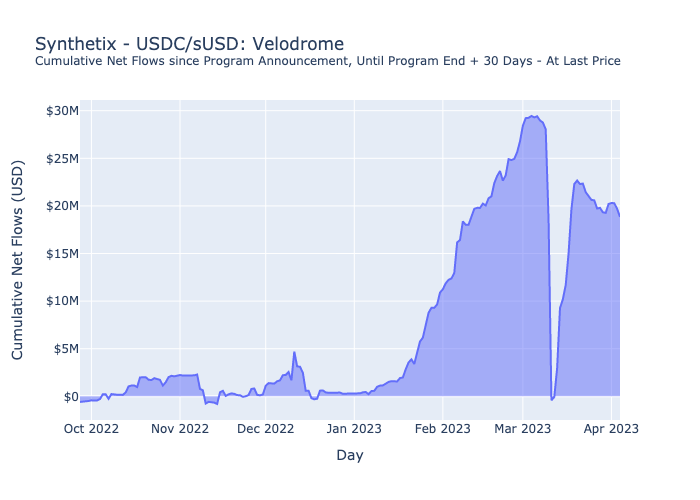 Synthetix - USDC/sUSD: Velodrome
Cumulative Net Flows since Program Announcement, Until Program End + 30 Days - At Last Price
Cumulative Net Flows (USD)
$30M
$25M
$20M
$15M
$10M
$5M
$0
Oct 2022
Nov 2022
Dec 2022
Jan 2023
Feb 2023
Mar 2023
Apr 2023
Day